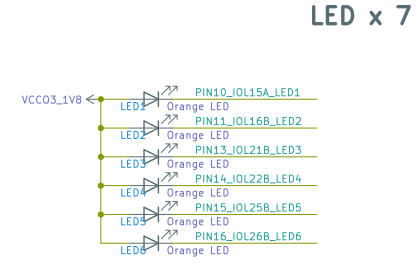 LED x 7
PIN10_IOL15A_LED1
VCCO3_1V8
LED1 Orange LED
PIN11_IOL16B_LED2
LED2 Orange LED
PIN13_IOL21B_LED3
LED3 Orange LED
PIN14_IOL22B_LED4
LED4 Orange LED
PIN15_IOL25B_LED5
LED5 Orange LED
PIN16_IOL26B_LED6
LED6 Orange LED